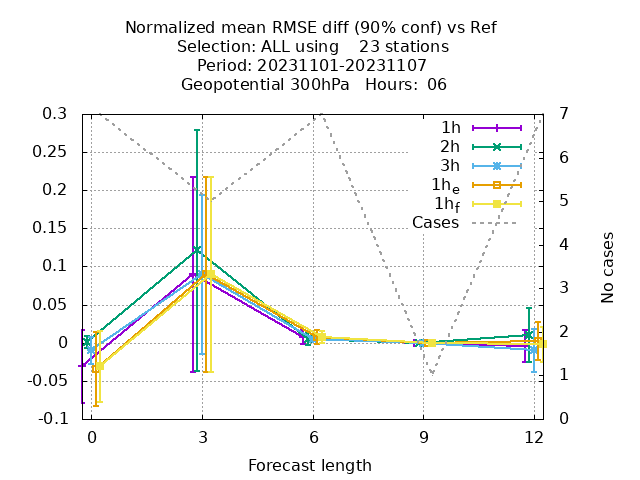 Normalized mean RMSE diff (90% conf) vs Ref
Selection: ALL using    23 stations
Period: 20231101-20231107
Geopotential 300hPa   Hours:  06
0.3
0.25
0.2
0.15
0.1
0.05
0
-0.05
-0.1
7
6
5
4
3
2
1
0
1h
2h
3h
1he
1hf
Cases
No cases
0
3
6
9
12
Forecast length